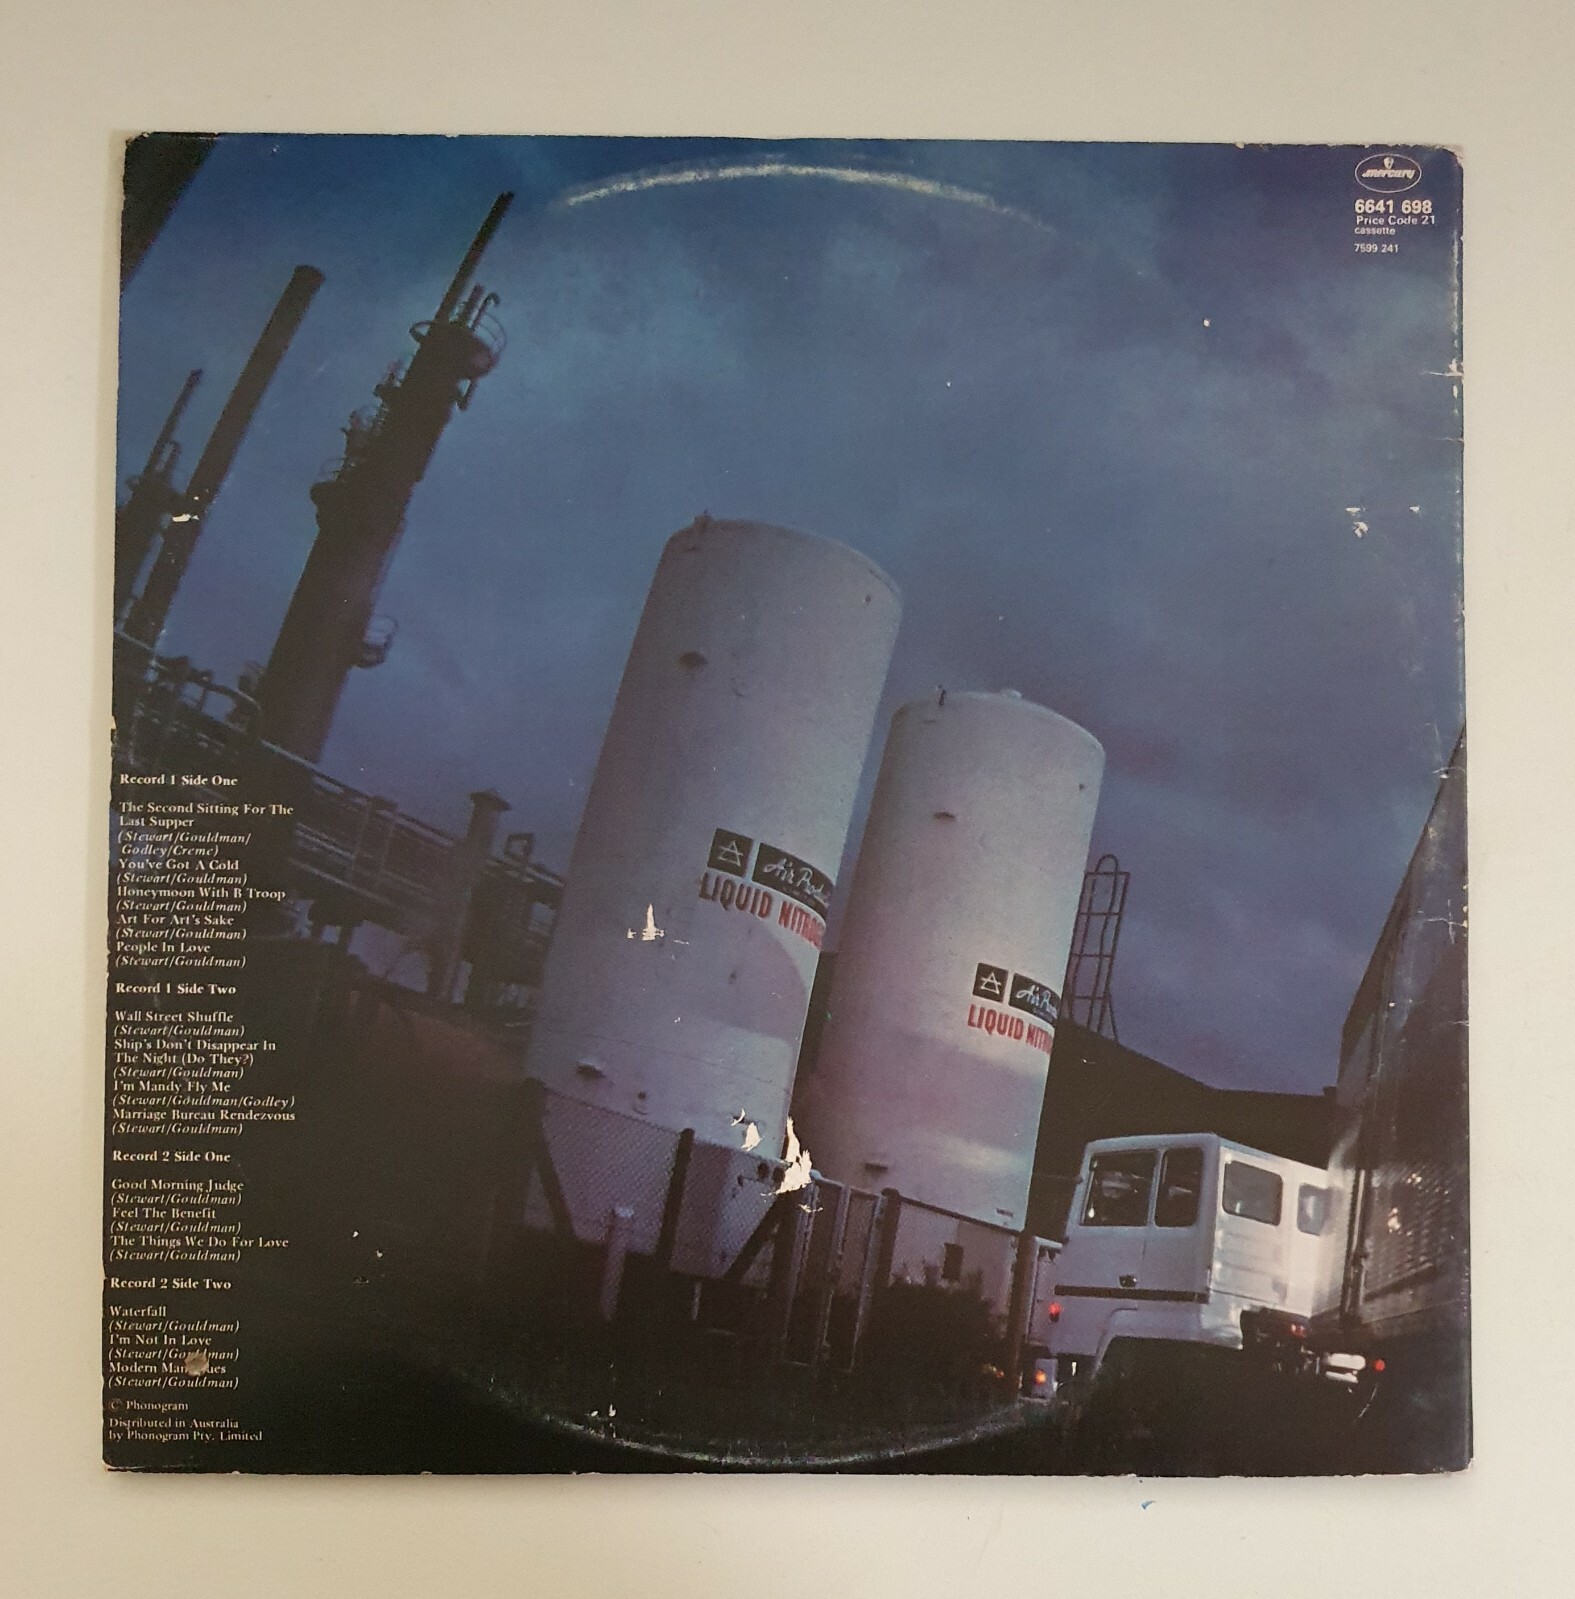 mercury
6641 698
Price Code 21
cassette
7599 241
Air
LIQUID
Air
LIQUID
Record 1 Side One
The Second Sitting For The
Last Supper
(Stewart/Gouldman/
Godley/Creme)
You've Got A Cold
(Stewart/Gouldman)
Honeymoon With B Troop
(Stewart/Gouldman)
Art For Art's Sake
(Stewart/Gouldman)
People In Love
(Stewart/Gouldman)
Record 1 Side Two
Wall Street Shuffle
(Stewart/Gouldman)
Ship's Don't Disappear In
The Night (Do They?)
(Stewart/Gouldman)
I'm Mandy Fly Me
(Stewart/Gouldman/Godley)
Marriage Bureau Rendezvous
(Stewart/Gouldman)
Record 2 Side One
Good Morning Judge
(Stewart/Gouldman)
Feel The Benefit
(Stewart/Gouldman)
The Things We Do For Love
(Stewart/Gouldman)
Record 2 Side Two
Waterfall
(Stewart/Gouldman)
I'm Not In Love
(Stewart/Gouldman)
Modern
(Stewart/Gouldman)
© Phonogram
Distributed in Australia
by Phonogram Pty. Limited